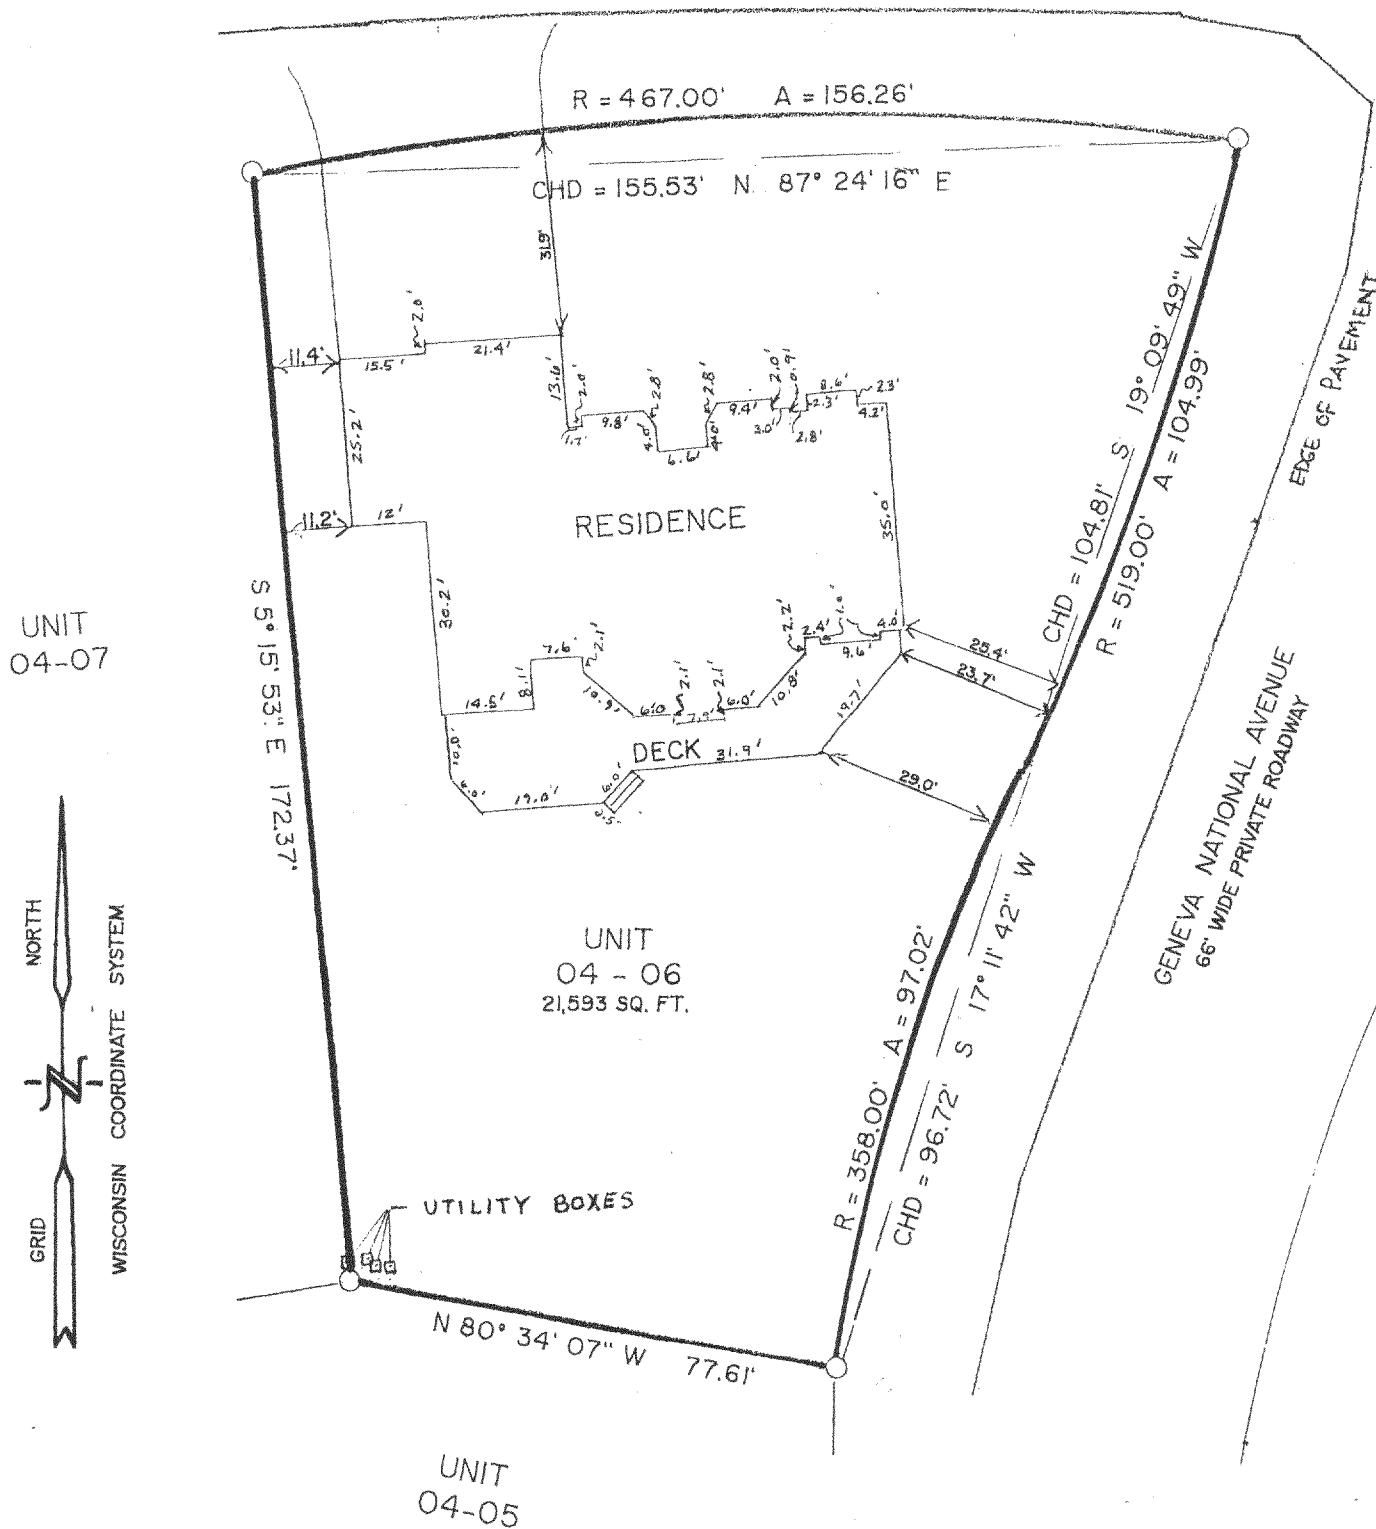 R = 467.00' A = 156.26'
CHD = 155.53' N. 87° 24' 16" E
31.9'
2.0'
11.4'
15.5'
21.4'
13.6'
2.0'
1.7'
9.8'
2.8'
4.0'
6.6'
2.8'
4.0'
9.4'
2.0'
0.9'
3.0'
2.8'
2.3'
8.6'
2.3'
4.2'
25.2'
11.2'
12'
RESIDENCE
35.0'
S 19° 09' 49" W
CHD = 104.81'
R = 519.00' A = 104.99'
EDGE OF PAVEMENT
UNIT
04-07
S 5° 15' 53" E 172.37'
30.2'
14.5'
8.1'
7.6'
2.1'
10.9'
6.0'
2.1'
7.9'
2.1'
6.0'
10.8'
2.2'
2.4'
1.0'
9.6'
4.0'
25.4'
23.7'
19.7'
DECK 31.9'
10.0'
19.0'
6.0'
29.0'
GENEVA NATIONAL AVENUE
66' WIDE PRIVATE ROADWAY
NORTH
GRID
WISCONSIN COORDINATE SYSTEM
UNIT
04 - 06
21,593 SQ. FT.
R = 358.00' A = 97.02'
CHD = 96.72' S 17° 11' 42" W
UTILITY BOXES
N 80° 34' 07" W 77.61'
UNIT
04-05